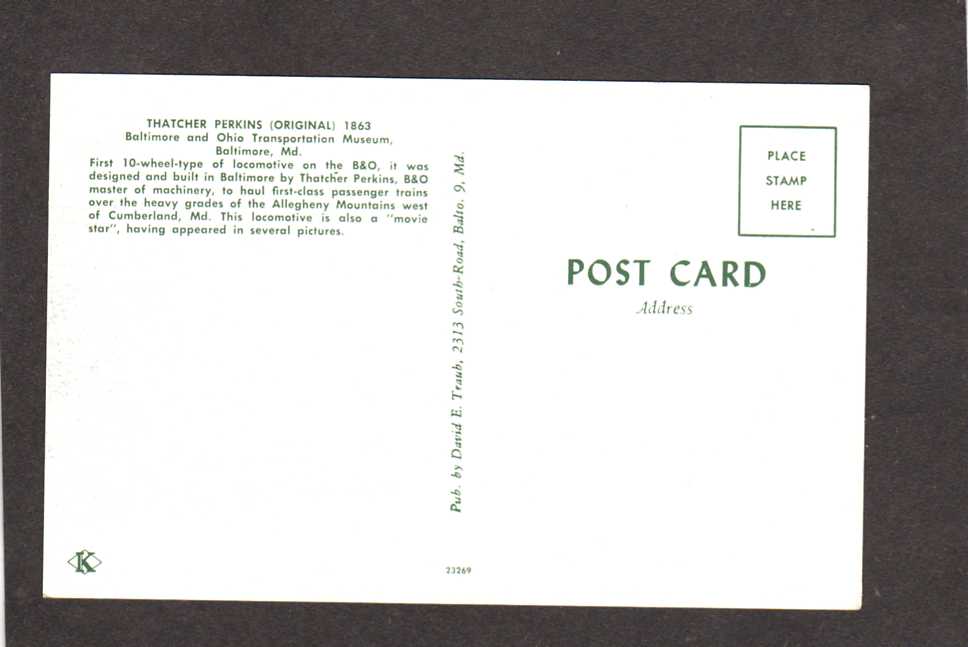 THATCHER PERKINS (ORIGINAL) 1863
Baltimore and Ohio Transportation Museum,
Baltimore, Md.
First 10-wheel-type of locomotive on the B&O, it was
designed and built in Baltimore by Thatcher Perkins, B&O
master of machinery, to haul first-class passenger trains
over the heavy grades of the Allegheny Mountains west
of Cumberland, Md. This locomotive is also a "movie
star", having appeared in several pictures.
K
Pub. by David E. Traub, 2313 South-Road, Balto. 9, Md.
23269
PLACE
STAMP
HERE
POST CARD
Address